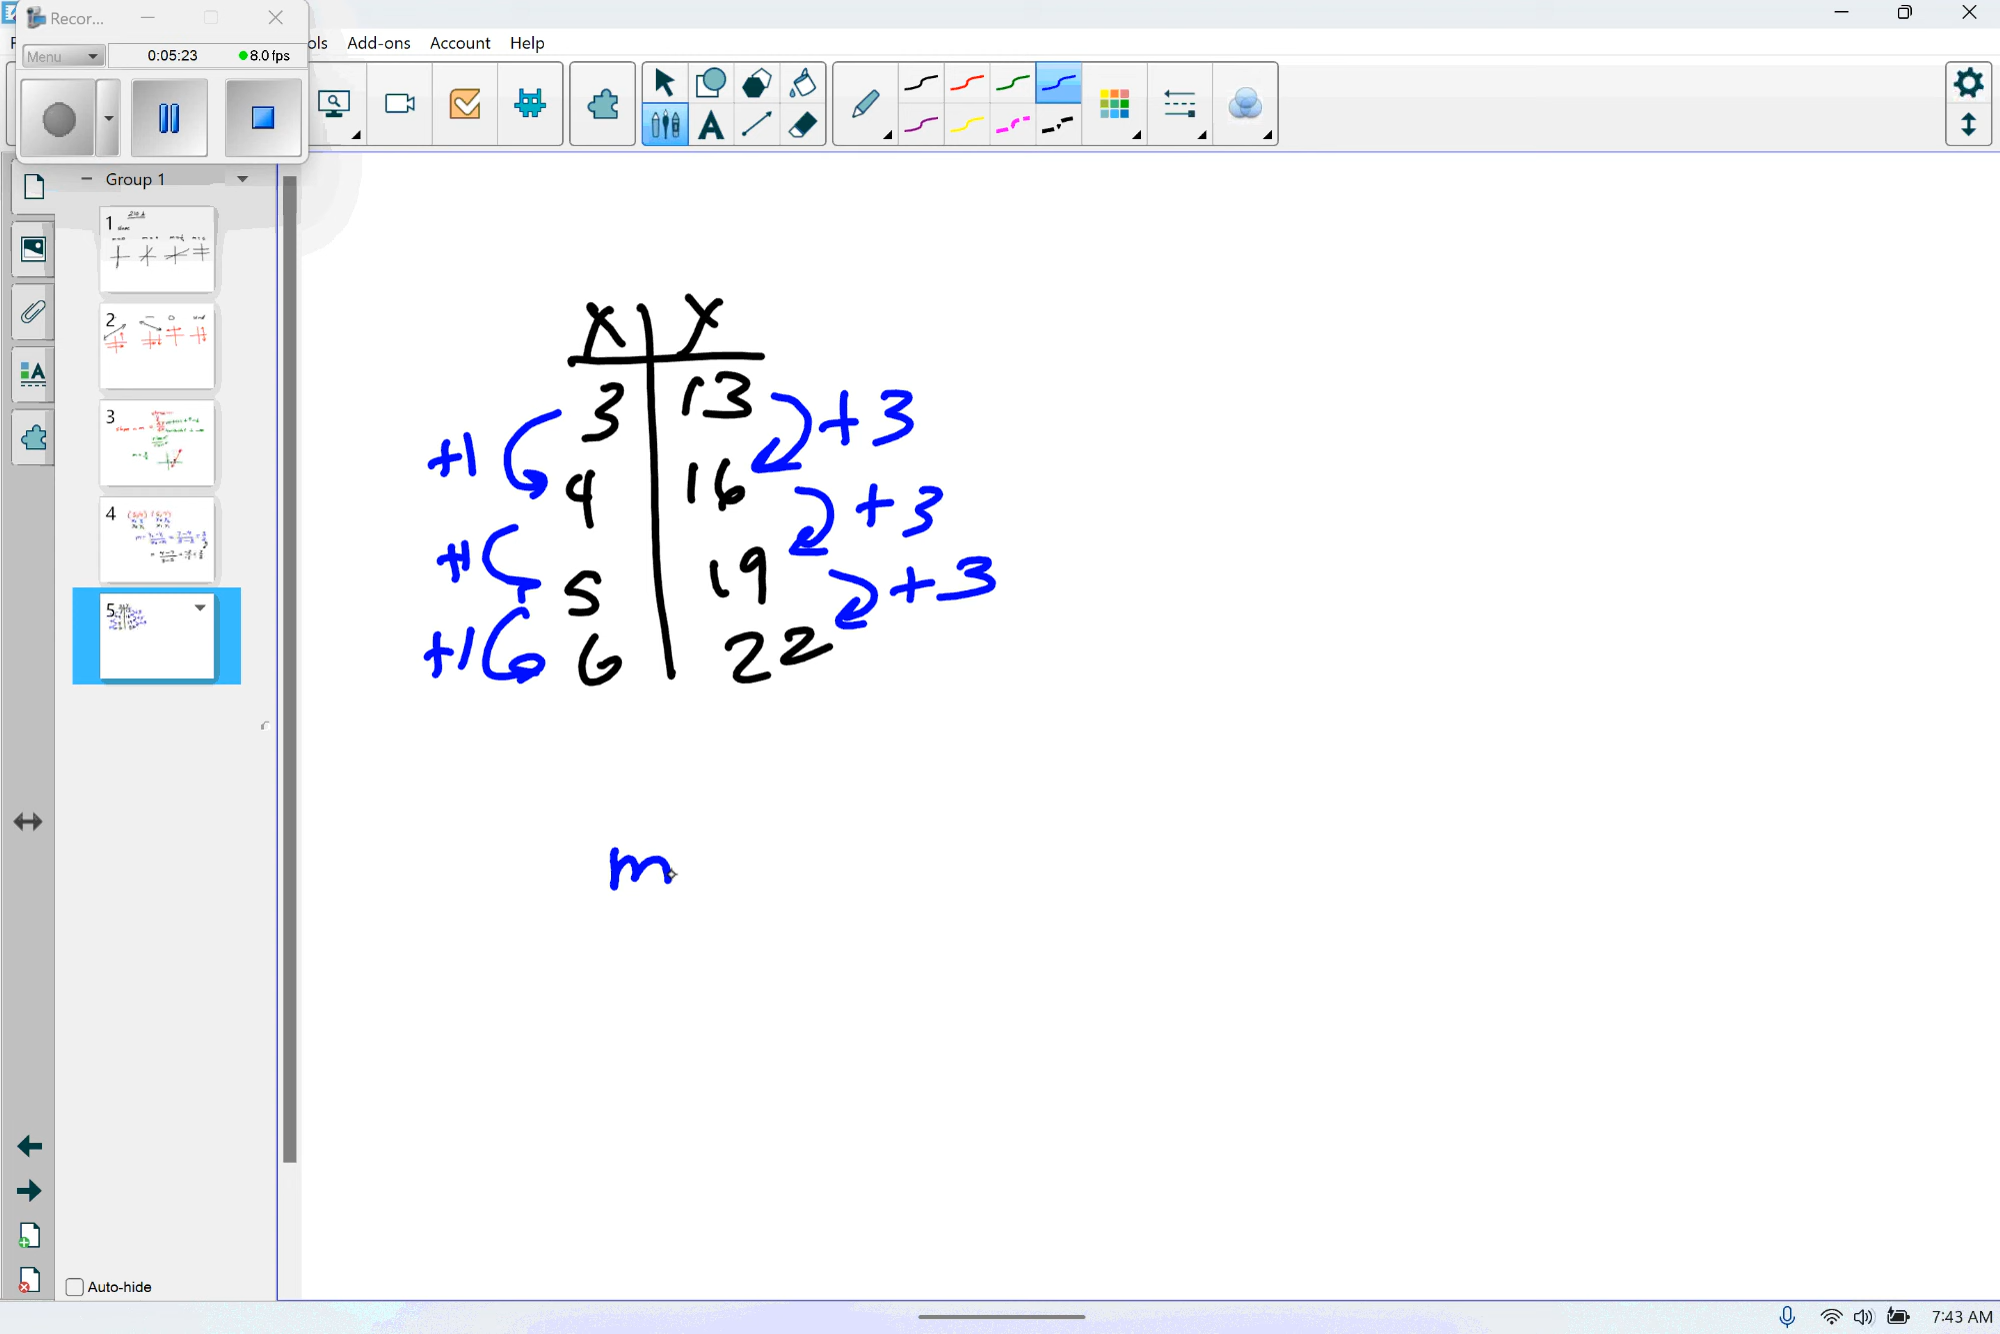 Recor...
Menu 0:05:23 8.0 fps
ols Add-ons Account Help
Group 1
1
2
3
4
5
X Y
3 13 +3
+1
4 16 +3
+1
5 19 +3
+1 6 22
m
Auto-hide
7:43 AM